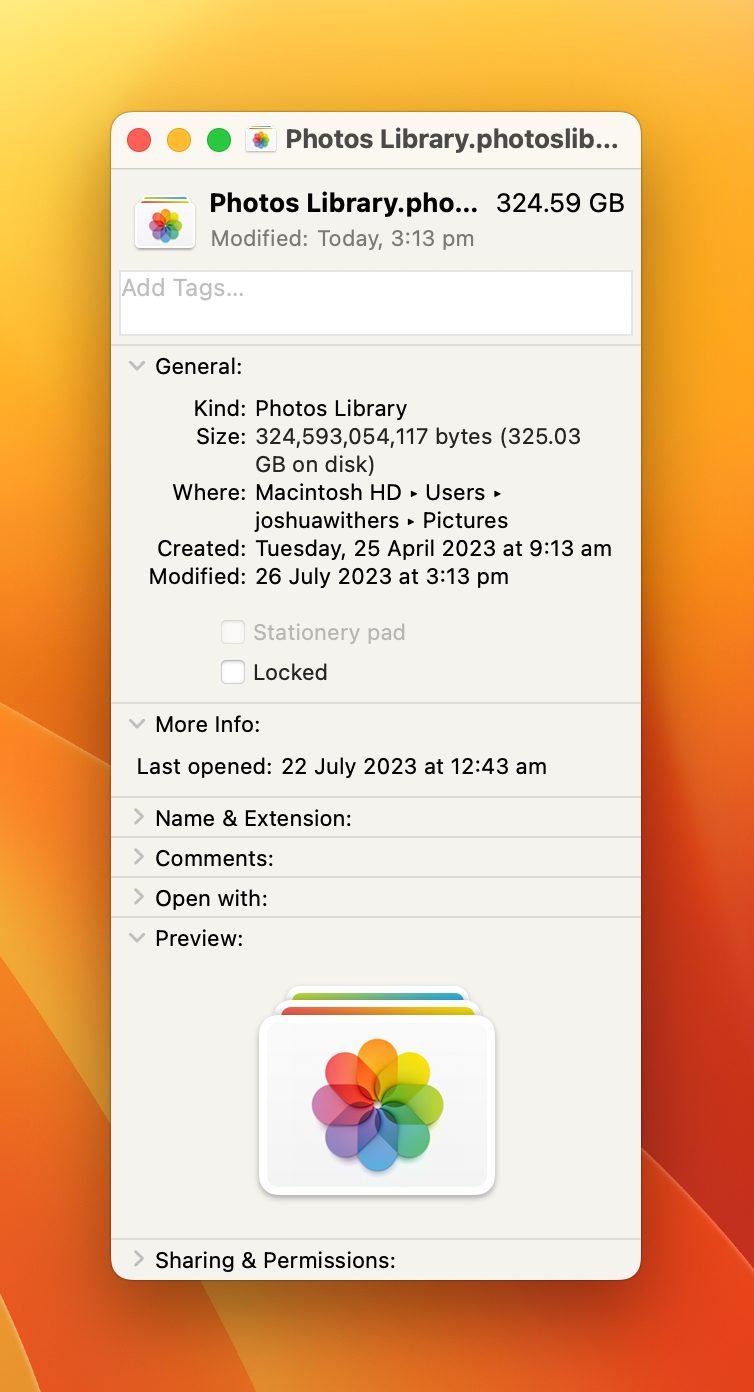 Photos Library.photoslib...
Photos Library.pho... 324.59 GB
Modified: Today, 3:13 pm
Add Tags...
General:
Kind: Photos Library
Size: 324,593,054,117 bytes (325.03
GB on disk)
Where: Macintosh HD ▸ Users ▸
joshuawithers ▸ Pictures
Created: Tuesday, 25 April 2023 at 9:13 am
Modified: 26 July 2023 at 3:13 pm
Stationery pad
Locked
More Info:
Last opened: 22 July 2023 at 12:43 am
Name & Extension:
Comments:
Open with:
Preview:
Sharing & Permissions: